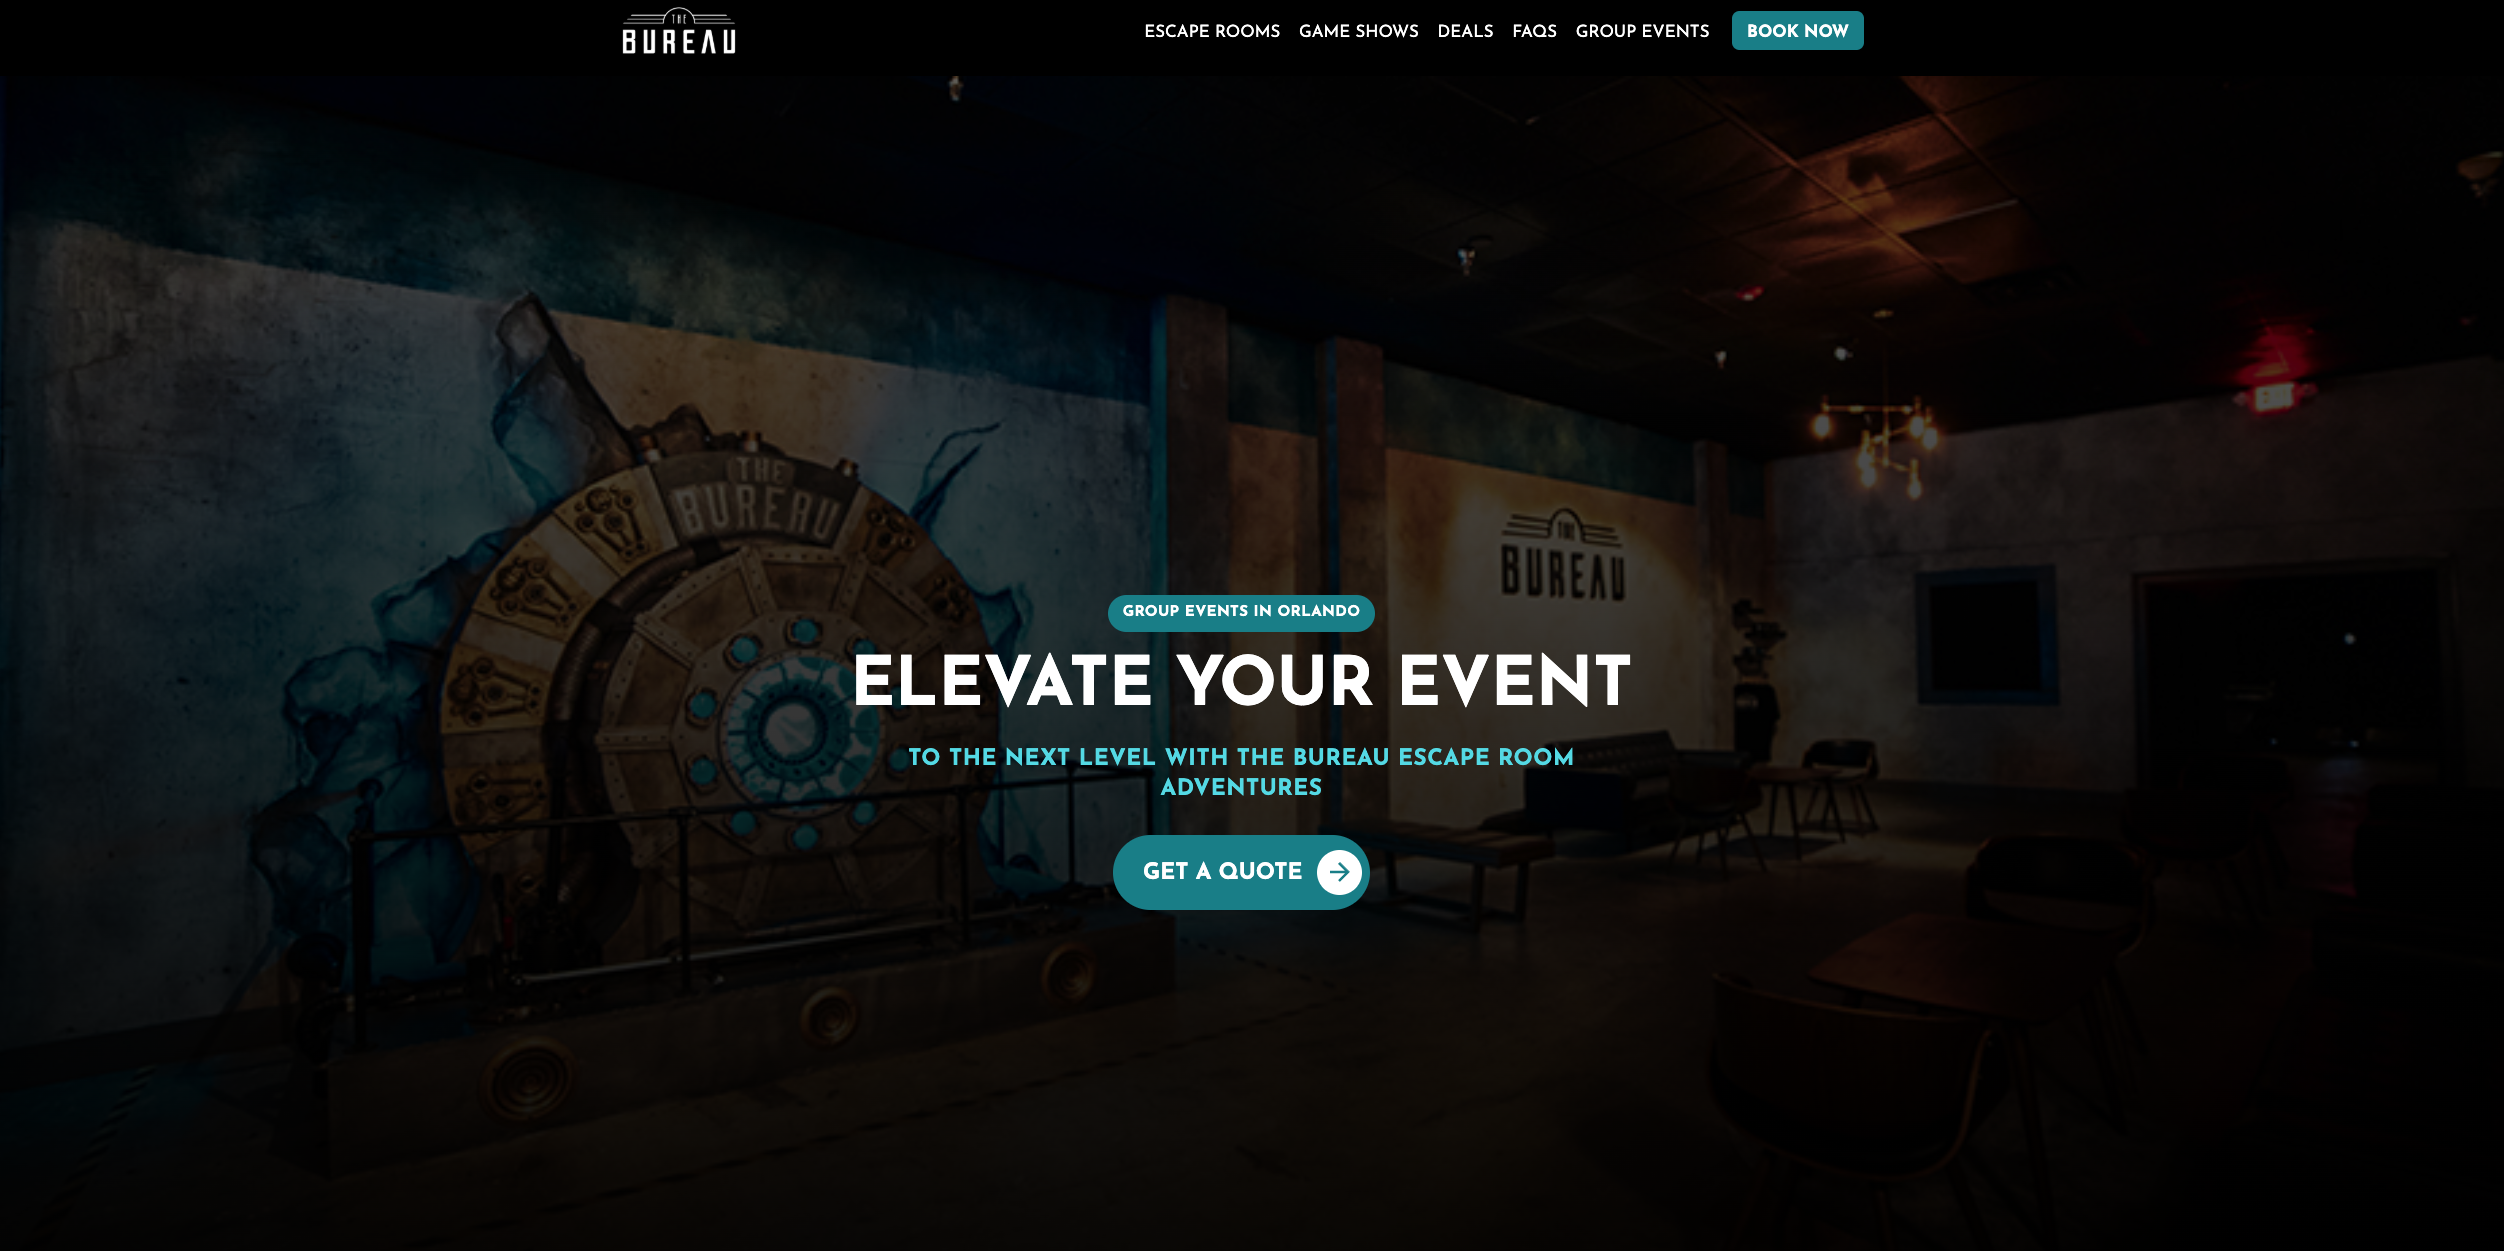 THE
BUREAU
ESCAPE ROOMS GAME SHOWS DEALS FAQS GROUP EVENTS BOOK NOW
THE
BUREAU
THE
BUREAU
GROUP EVENTS IN ORLANDO
ELEVATE YOUR EVENT
TO THE NEXT LEVEL WITH THE BUREAU ESCAPE ROOM
ADVENTURES
GET A QUOTE